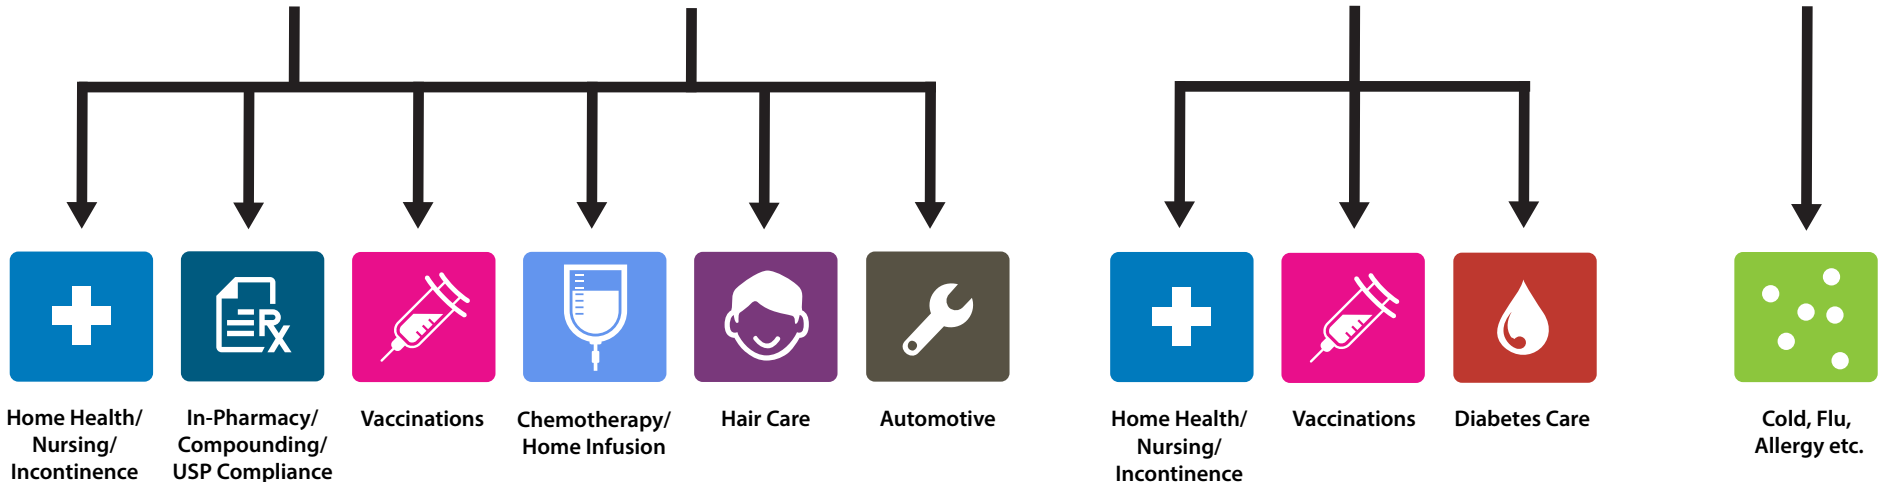 Home Health/
Nursing/
Incontinence
In-Pharmacy/
Compounding/
USP Compliance
Vaccinations
Chemotherapy/
Home Infusion
Hair Care
Automotive
Home Health/
Nursing/
Incontinence
Vaccinations
Diabetes Care
Cold, Flu,
Allergy etc.